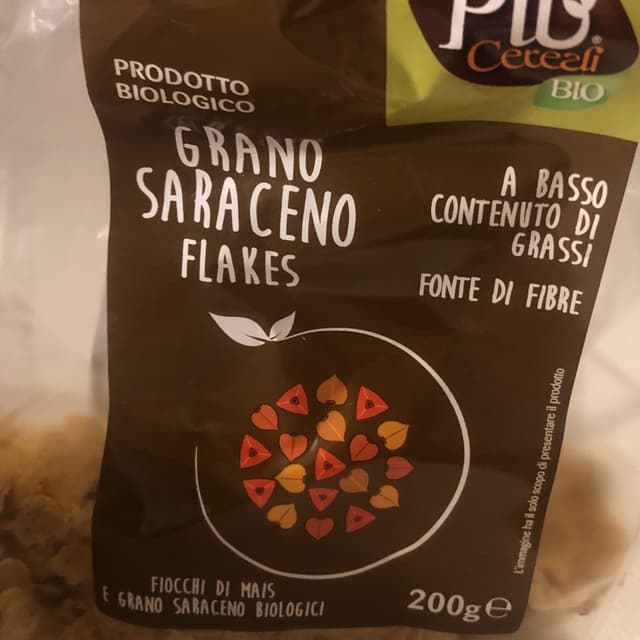 Più
Cereali
BIO
PRODOTTO
BIOLOGICO
GRANO
SARACENO
FLAKES
A BASSO
CONTENUTO DI
GRASSI
FONTE DI FIBRE
L'immagine ha il solo scopo di presentare il prodotto
FIOCCHI DI MAIS
E GRANO SARACENO BIOLOGICI
200g e